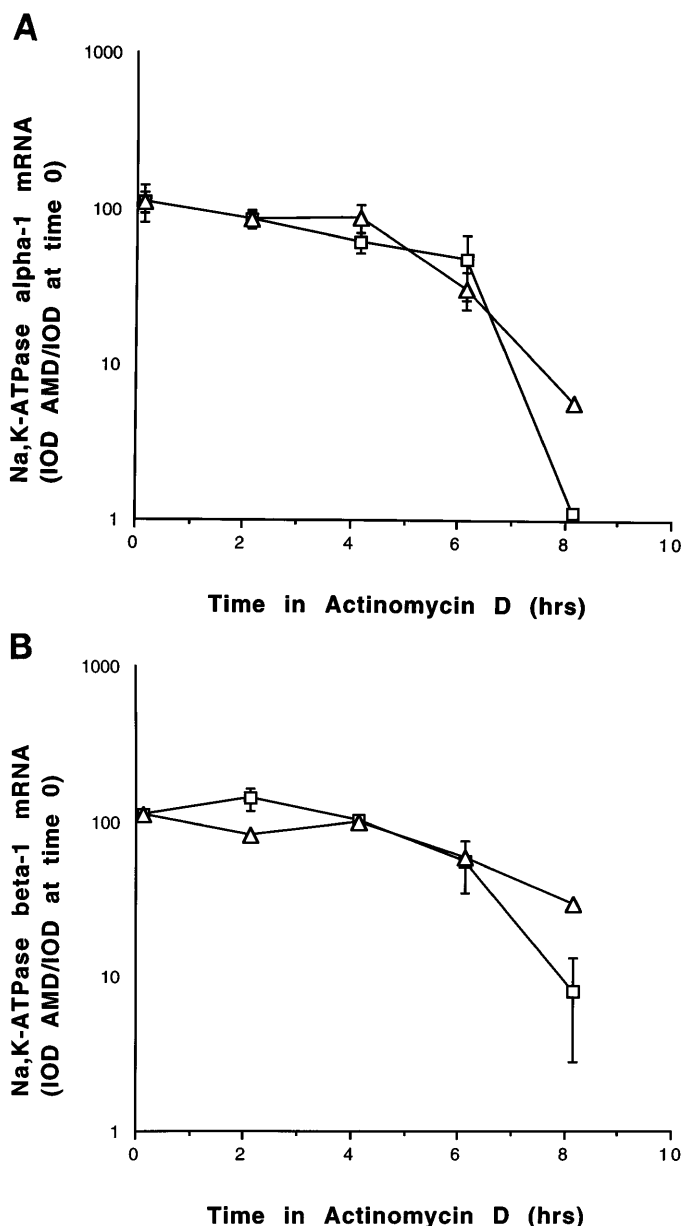 A
Na,K-ATPase alpha-1 mRNA
(IOD AMD/IOD at time 0)
1000
100
10
1
0 2 4 6 8 10
Time in Actinomycin D (hrs)
B
Na,K-ATPase beta-1 mRNA
(IOD AMD/IOD at time 0)
1000
100
10
1
0 2 4 6 8 10
Time in Actinomycin D (hrs)